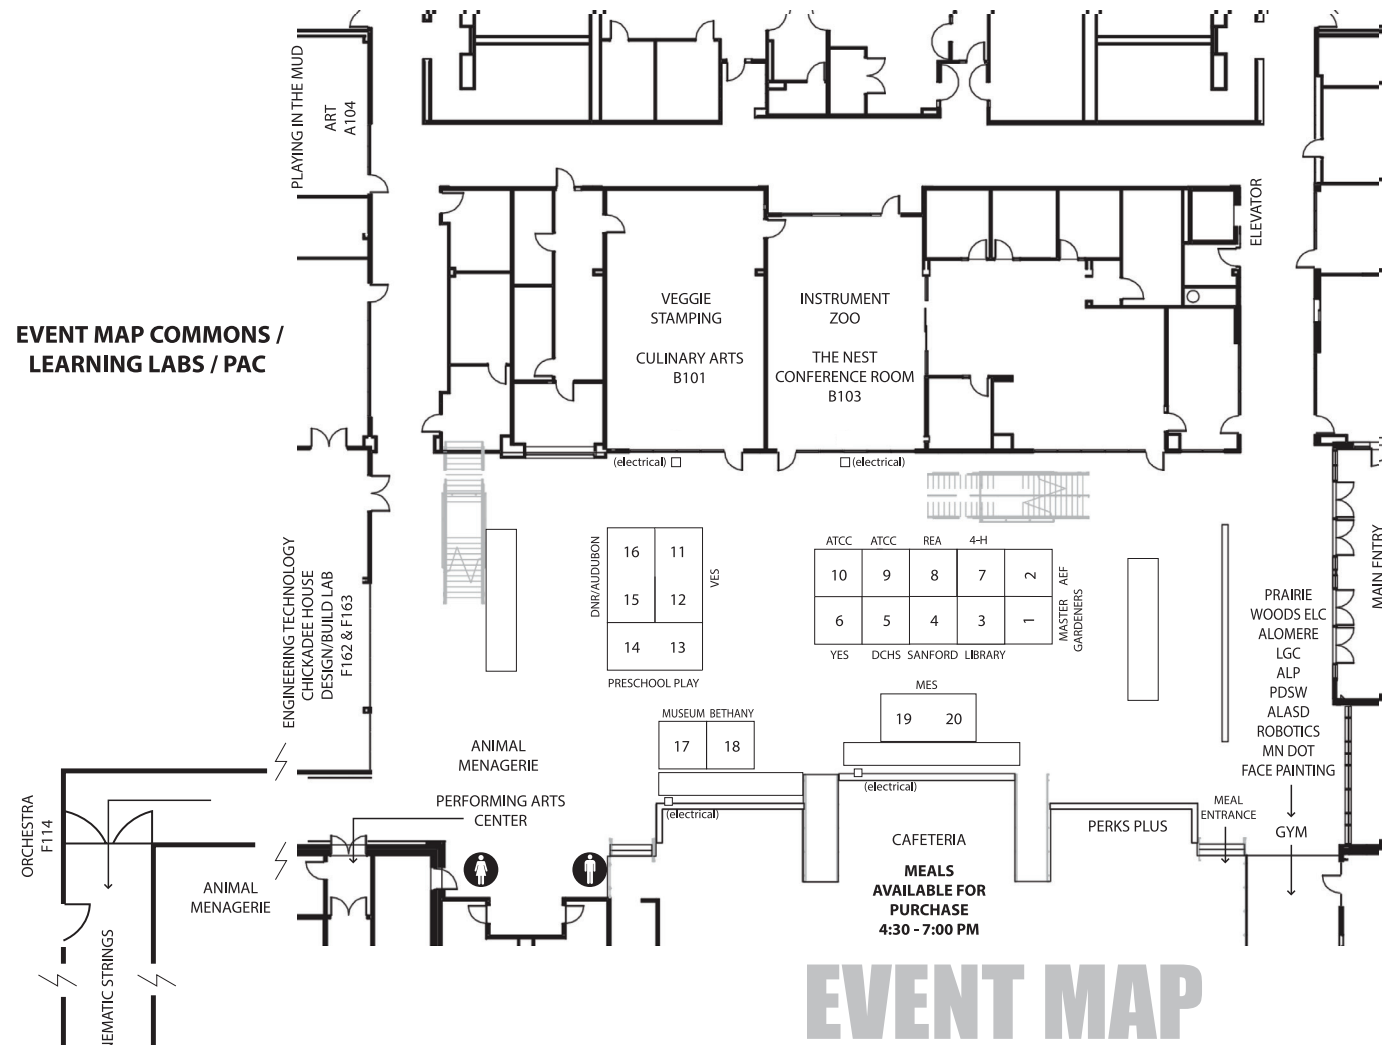 PLAYING IN THE MUD
ART
A104
ELEVATOR
EVENT MAP COMMONS /
LEARNING LABS / PAC
VEGGIE
STAMPING
CULINARY ARTS
B101
INSTRUMENT
ZOO
THE NEST
CONFERENCE ROOM
B103
(electrical)
(electrical)
ENGINEERING TECHNOLOGY
CHICKADEE HOUSE
DESIGN/BUILD LAB
F162 & F163
DNR/AUDUBON
16
11
15
12
14
13
VES
PRESCHOOL PLAY
ATCC
ATCC
REA
4-H
10
9
8
7
2
6
5
4
3
1
AEF
MASTER
GARDENERS
YES
DCHS
SANFORD
LIBRARY
MES
19
20
MUSEUM
BETHANY
17
18
(electrical)
(electrical)
MAIN ENTRY
PRAIRIE
WOODS ELC
ALOMERE
LGC
ALP
PDSW
ALASD
ROBOTICS
MN DOT
FACE PAINTING
GYM
MEAL
ENTRANCE
PERKS PLUS
CAFETERIA
MEALS
AVAILABLE FOR
PURCHASE
4:30 - 7:00 PM
ANIMAL
MENAGERIE
PERFORMING ARTS
CENTER
ORCHESTRA
F114
ANIMAL
MENAGERIE
STRINGS
EVENT MAP